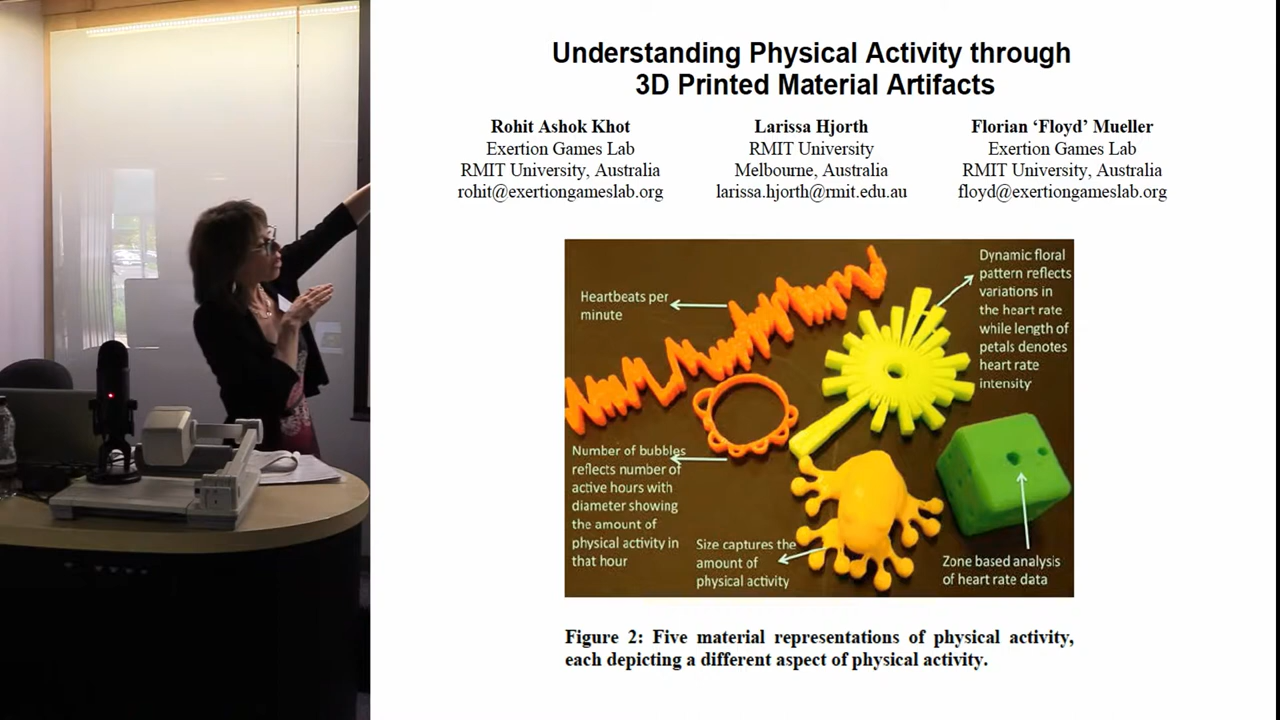 Understanding Physical Activity through
3D Printed Material Artifacts
Rohit Ashok Khot
Exertion Games Lab
RMIT University, Australia
rohit@exertiongameslab.org
Larissa Hjorth
RMIT University
Melbourne, Australia
larissa.hjorth@rmit.edu.au
Florian ‘Floyd’ Mueller
Exertion Games Lab
RMIT University, Australia
floyd@exertiongameslab.org
Heartbeats per
minute
Dynamic floral
pattern reflects
variations in
the heart rate
while length of
petals denotes
heart rate
intensity
Number of bubbles
reflects number of
active hours with
diameter showing
the amount of
physical activity in
that hour
Size captures the
amount of
physical activity
Zone based analysis
of heart rate data
Figure 2: Five material representations of physical activity,
each depicting a different aspect of physical activity.